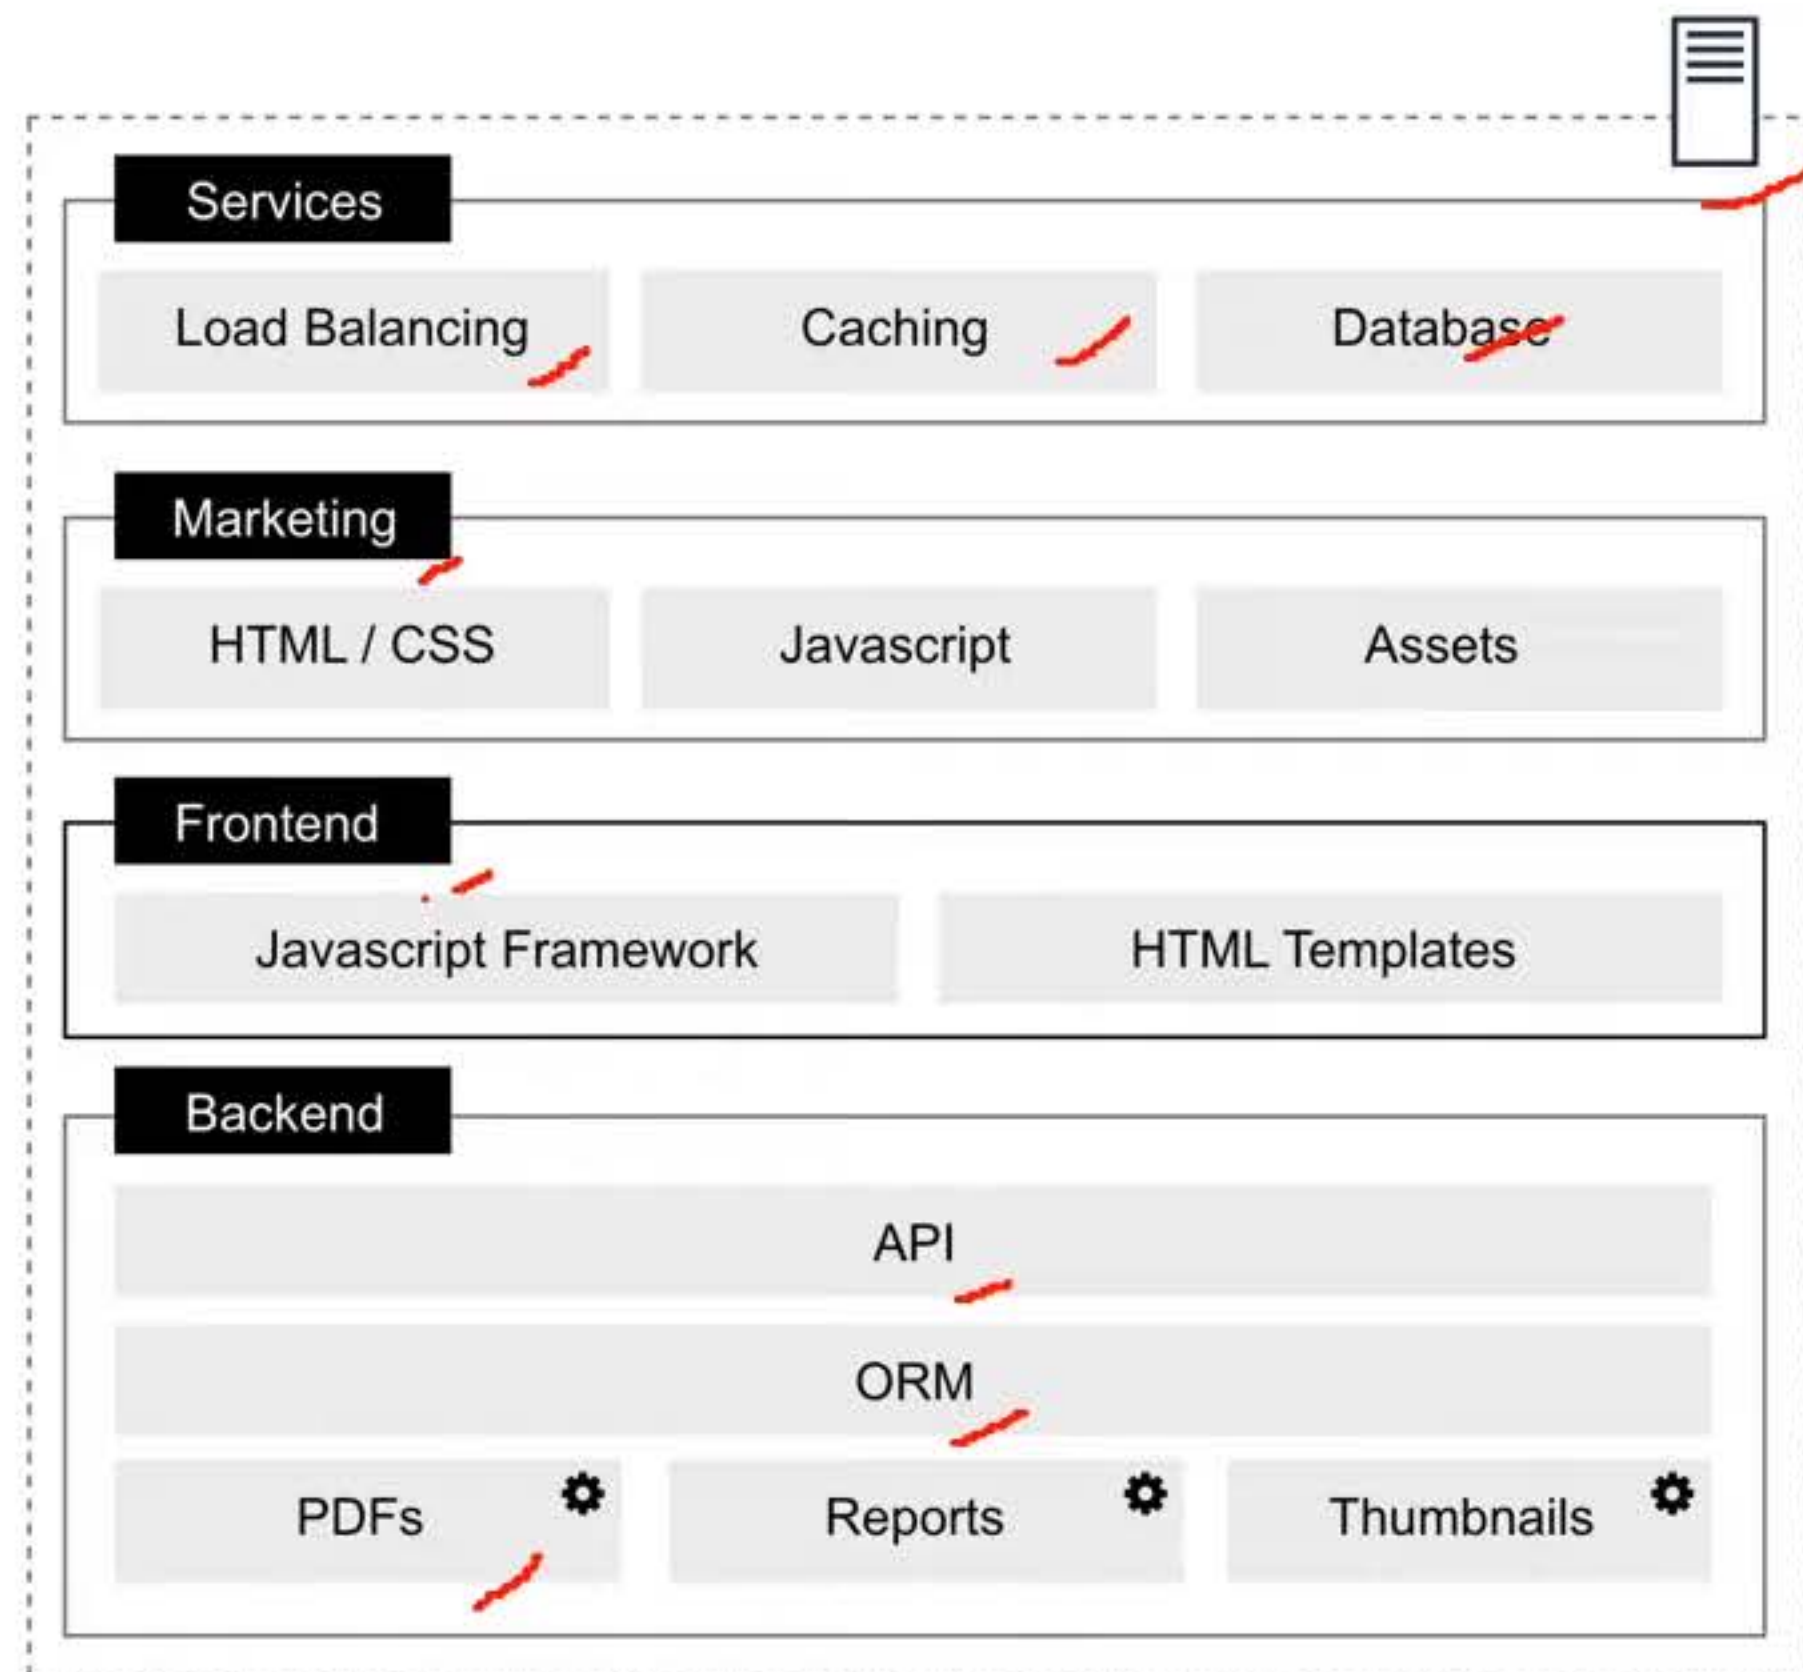 Services
Load Balancing Caching Database
Marketing
HTML / CSS Javascript Assets
Frontend
Javascript Framework HTML Templates
Backend
API
ORM
PDFs Reports Thumbnails